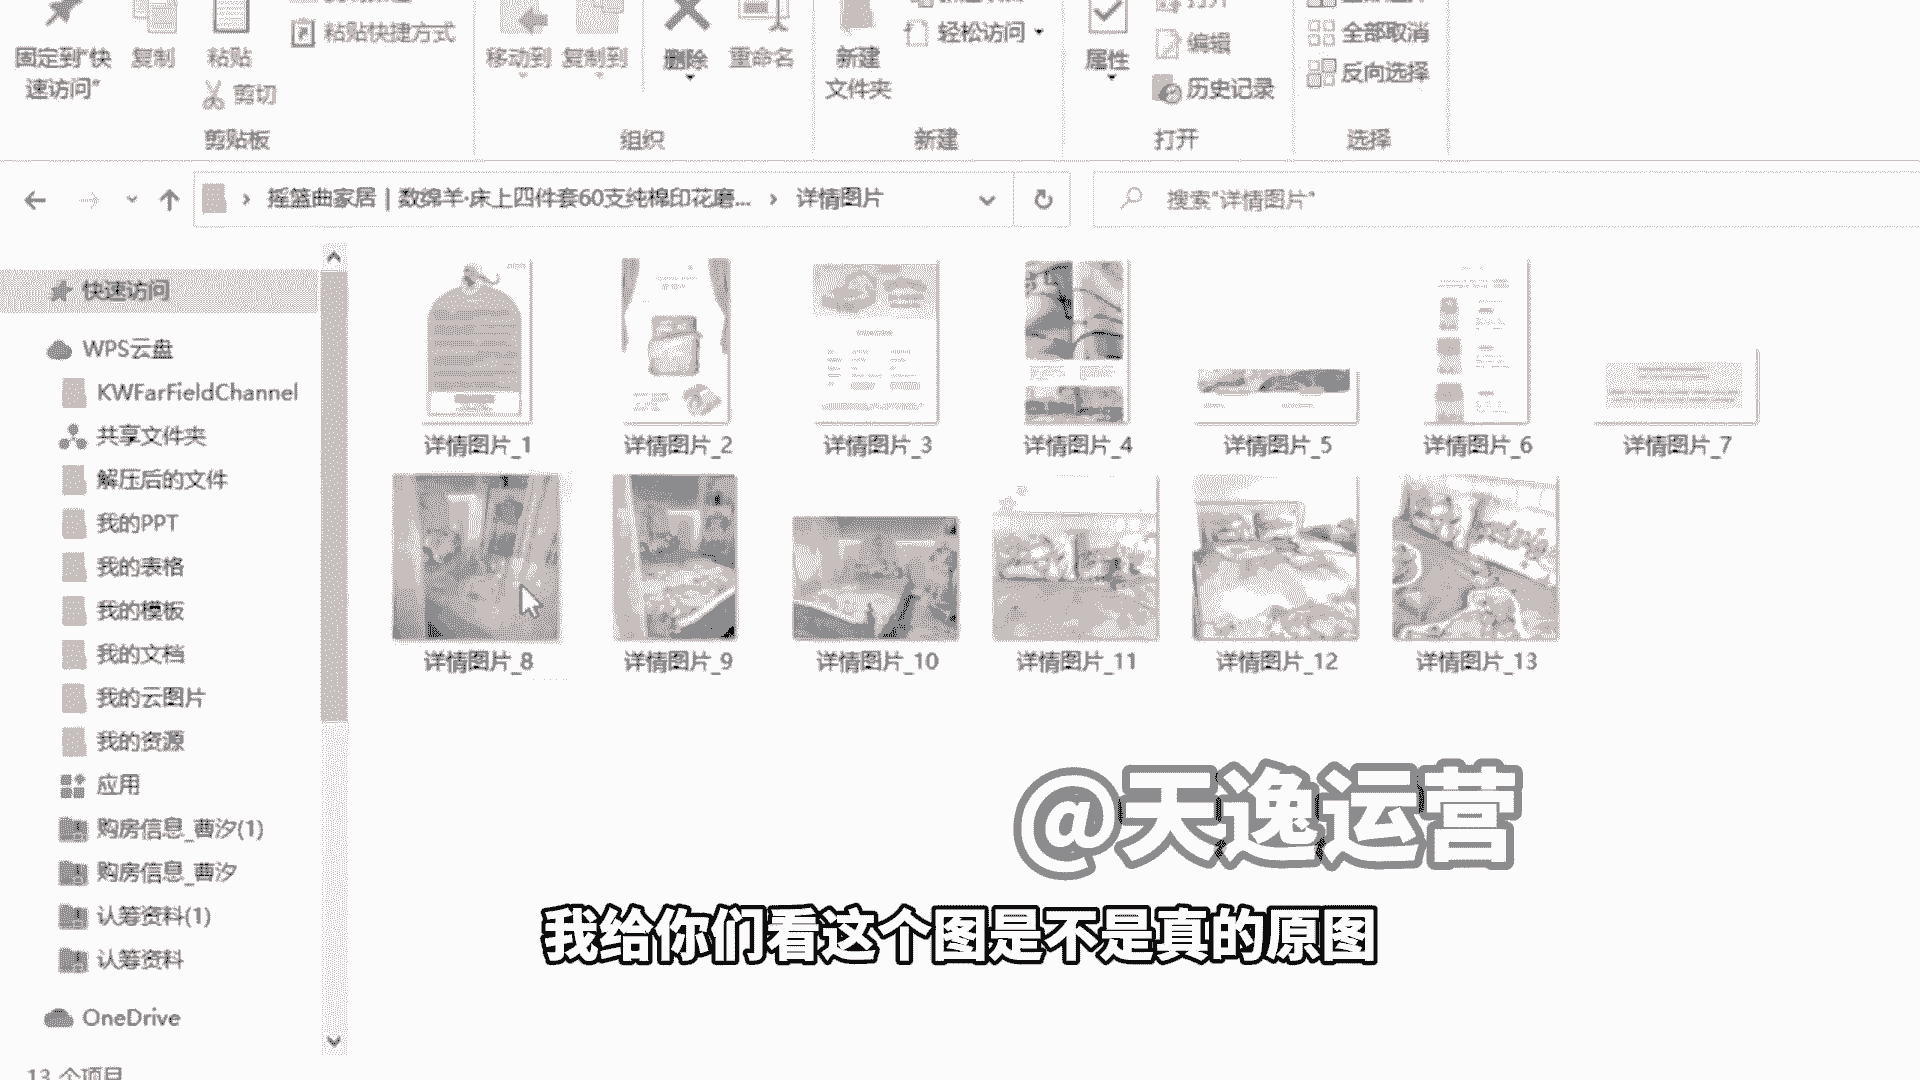 固定到"快
速访问"
复制
粘贴
粘贴快捷方式
剪切
剪贴板
移动到
复制到
删除
重命名
组织
新建
文件夹
轻松访问
新建
属性
编辑
历史记录
打开
全部取消
反向选择
选择
摇篮曲家居 | 数绵羊·床上四件套60支纯棉印花磨... › 详情图片
搜索"详情图片"
快速访问
WPS云盘
KWFarFieldChannel
共享文件夹
解压后的文件
我的PPT
我的表格
我的模板
我的文档
我的云图片
我的资源
应用
购房信息_曹汐(1)
购房信息_曹汐
认筹资料(1)
认筹资料
OneDrive
13 个项目
详情图片_1
详情图片_2
详情图片_3
详情图片_4
详情图片_5
详情图片_6
详情图片_7
详情图片_8
详情图片_9
详情图片_10
详情图片_11
详情图片_12
详情图片_13
@天逸运营
我给你们看这个图是不是真的原图